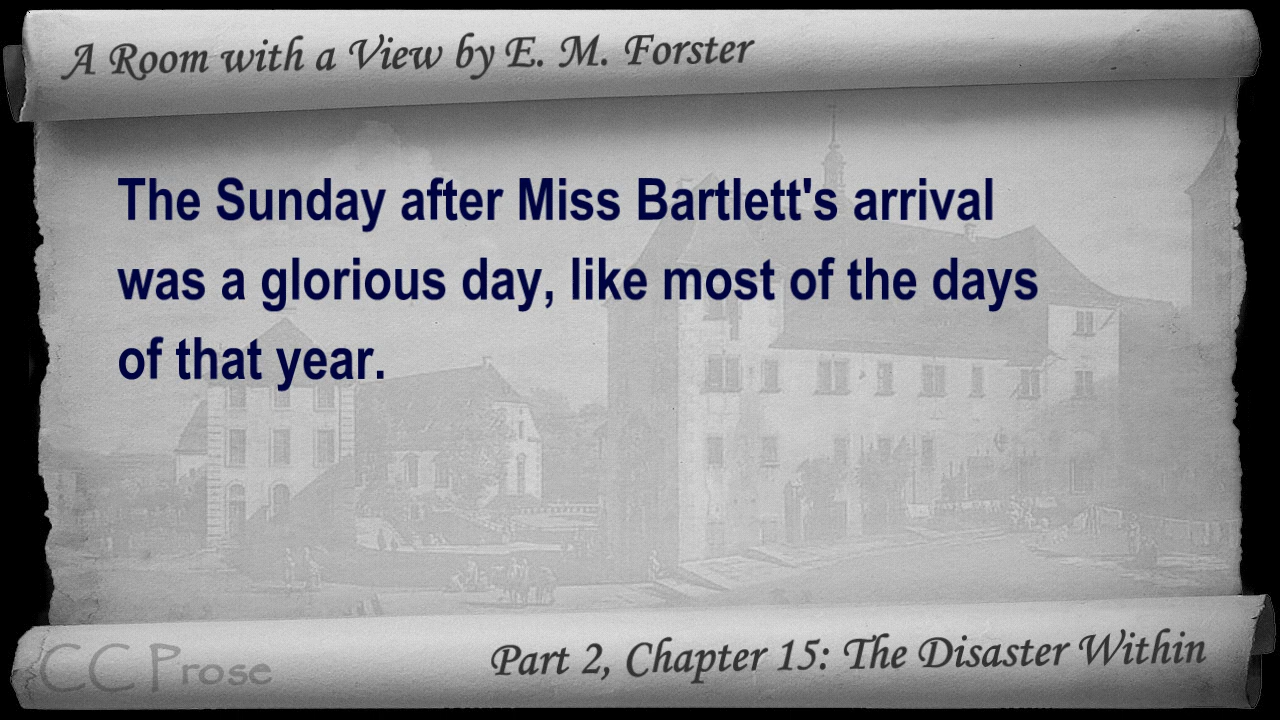 A Room with a View by E. M. Forster
The Sunday after Miss Bartlett's arrival
was a glorious day, like most of the days
of that year.
CC Prose
Part 2, Chapter 15: The Disaster Within